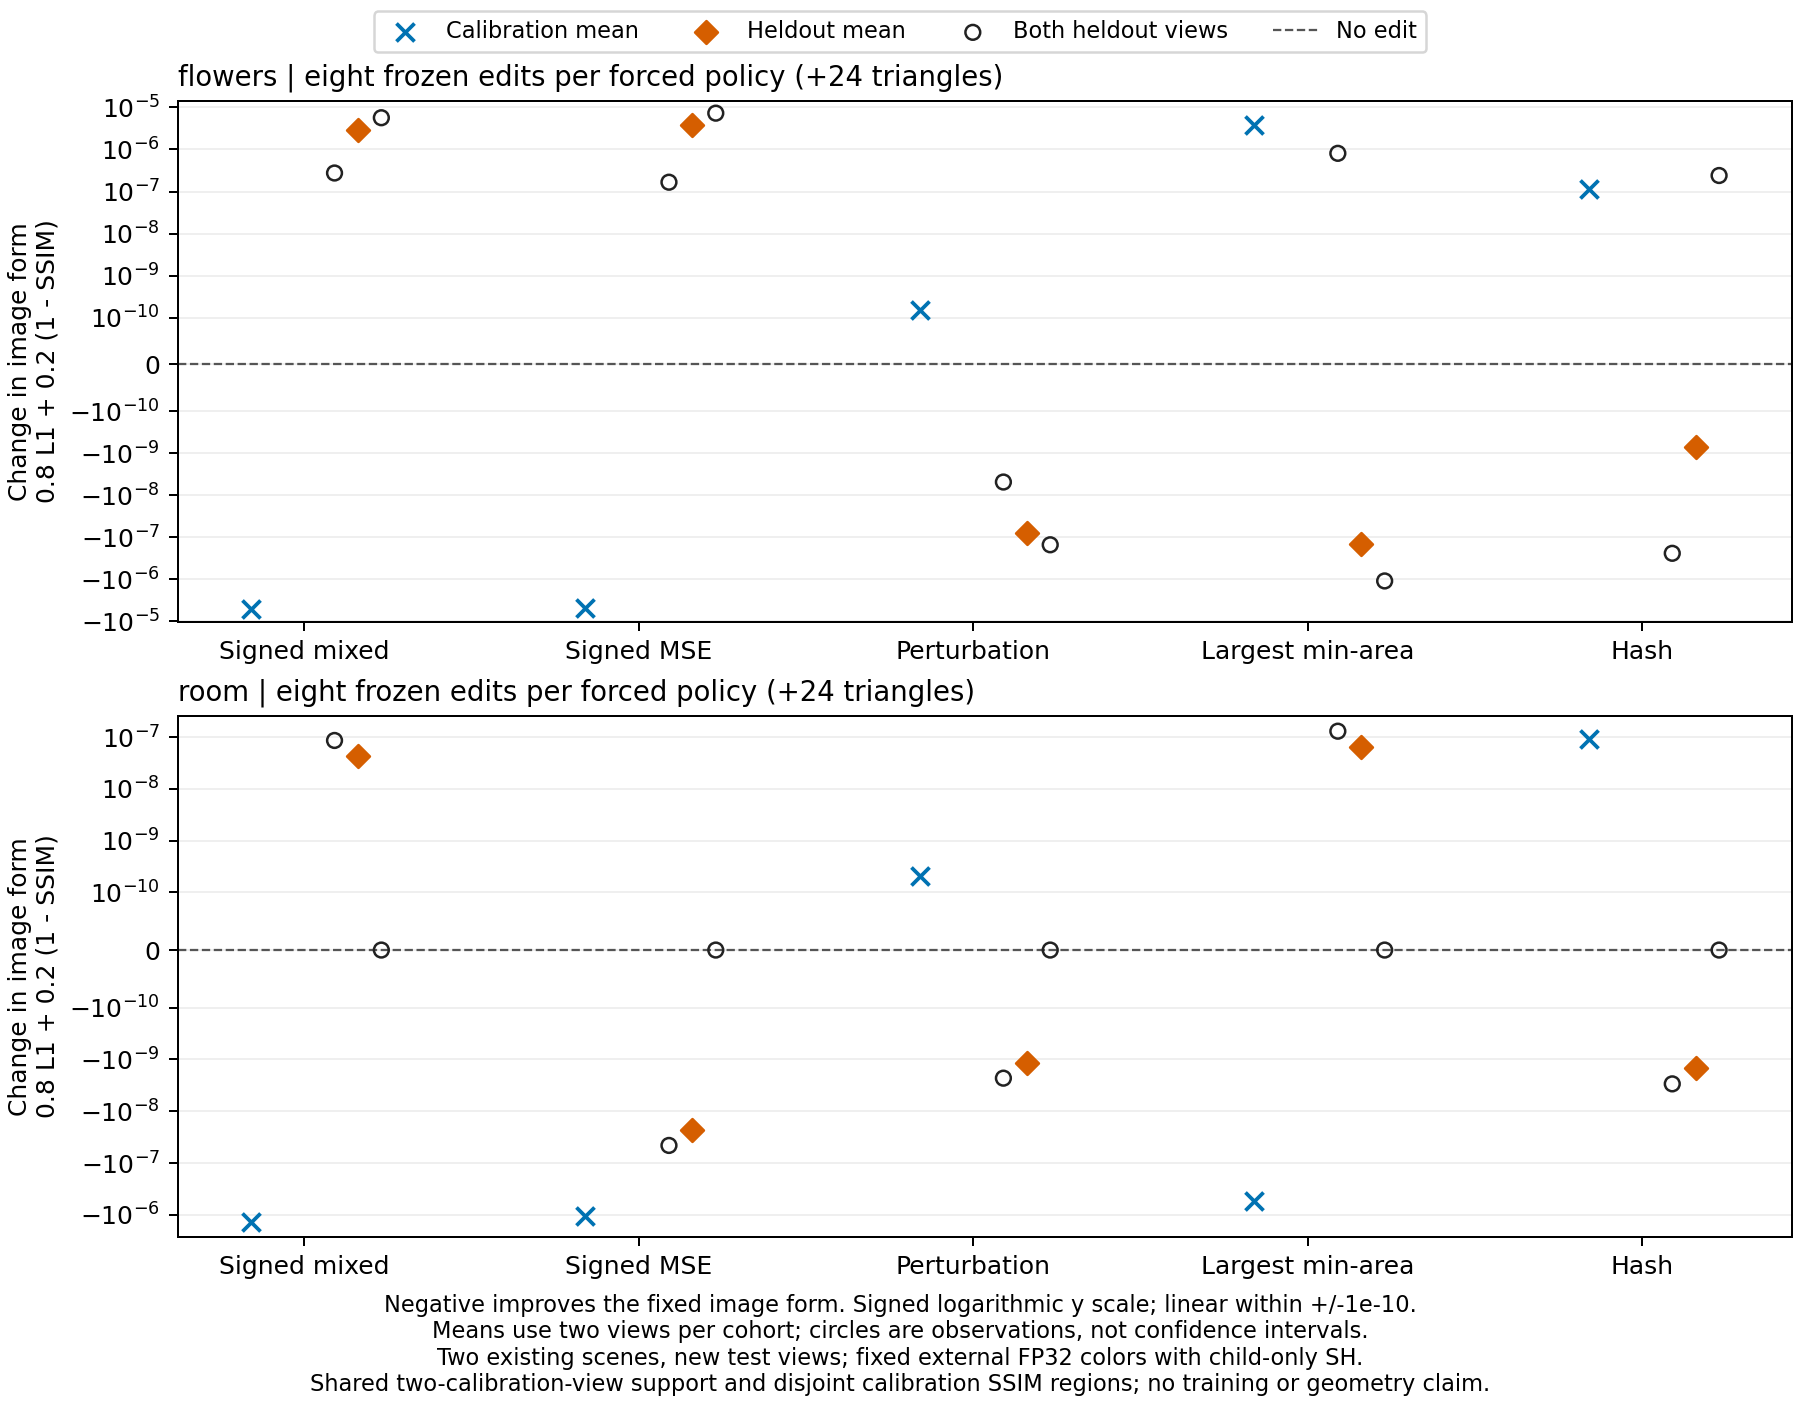 Calibration mean
Heldout mean
Both heldout views
No edit
flowers | eight frozen edits per forced policy (+24 triangles)
Change in image form
0.8 L1 + 0.2 (1 - SSIM)
10⁻⁵
10⁻⁶
10⁻⁷
10⁻⁸
10⁻⁹
10⁻¹⁰
0
−10⁻¹⁰
−10⁻⁹
−10⁻⁸
−10⁻⁷
−10⁻⁶
−10⁻⁵
Signed mixed
Signed MSE
Perturbation
Largest min-area
Hash
room | eight frozen edits per forced policy (+24 triangles)
Change in image form
0.8 L1 + 0.2 (1 - SSIM)
10⁻⁷
10⁻⁸
10⁻⁹
10⁻¹⁰
0
−10⁻¹⁰
−10⁻⁹
−10⁻⁸
−10⁻⁷
−10⁻⁶
Signed mixed
Signed MSE
Perturbation
Largest min-area
Hash
Negative improves the fixed image form. Signed logarithmic y scale; linear within +/-1e-10.
Means use two views per cohort; circles are observations, not confidence intervals.
Two existing scenes, new test views; fixed external FP32 colors with child-only SH.
Shared two-calibration-view support and disjoint calibration SSIM regions; no training or geometry claim.